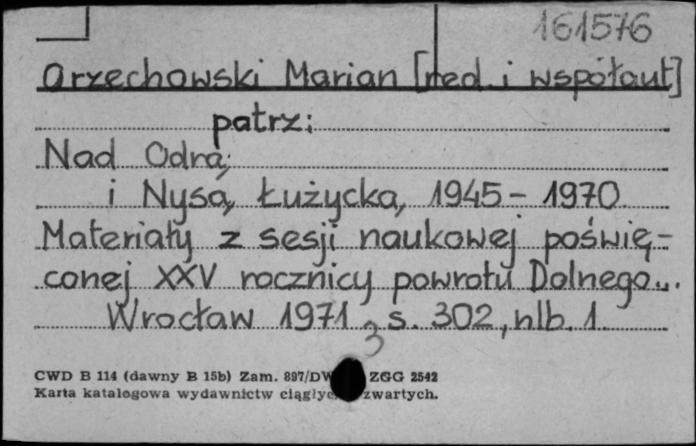 161576
Orzechowski Marian [red. i współaut]
patrz:
Nad Odrą
i Nysą Łużycką, 1945 - 1970
Materiały z sesji naukowej poświę-
conej XXV rocznicy powrotu Dolnego...
Wrocław 1971 s. 302, nlb. 1.
3
CWD B 114 (dawny B 15b) Zam. 897/DW ZGG 2542
Karta katalogowa wydawnictw zwartych.